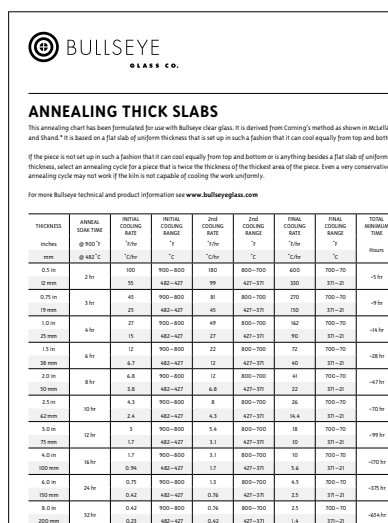 BULLSEYE
GLASS CO.
ANNEALING THICK SLABS
This annealing chart has been formulated for use with Bullseye clear glass. It is derived from Corning's method as shown in McLella
and Shand.* It is based on a flat slab of uniform thickness that is set up in such a fashion that it can cool equally from top and bott
If the piece is not set up in such a fashion that it can cool equally from top and bottom or is anything besides a flat slab of uniform
thickness, select an annealing cycle for a piece that is twice the thickness of the thickest area of the piece. Even a very conservative
annealing cycle may not work if the kiln is not capable of cooling the work uniformly.
For more Bullseye technical and product information see www.bullseyeglass.com
THICKNESS ANNEAL SOAK TIME INITIAL COOLING RATE INITIAL COOLING RANGE 2nd COOLING RATE 2nd COOLING RANGE FINAL COOLING RATE FINAL COOLING RANGE TOTAL MINIMUM TIME
inches @ 900˚F ˚F/hr ˚F ˚F/hr ˚F ˚F/hr ˚F Hours
mm @ 482˚C ˚C/hr ˚C ˚C/hr ˚C ˚C/hr ˚C
0.5 in 2 hr 100 900–800 180 800–700 600 700–70 ~5 hr
12 mm 55 482–427 99 427–371 330 371–21
0.75 in 3 hr 45 900–800 81 800–700 270 700–70 ~9 hr
19 mm 25 482–427 45 427–371 150 371–21
1.0 in 4 hr 27 900–800 49 800–700 162 700–70 ~14 hr
25 mm 15 482–427 27 427–371 90 371–21
1.5 in 6 hr 12 900–800 22 800–700 72 700–70 ~28 hr
38 mm 6.7 482–427 12 427–371 40 371–21
2.0 in 8 hr 6.8 900–800 12 800–700 41 700–70 ~47 hr
50 mm 3.8 482–427 6.8 427–371 22 371–21
2.5 in 10 hr 4.3 900–800 8 800–700 26 700–70 ~70 hr
62 mm 2.4 482–427 4.3 427–371 14.4 371–21
3.0 in 12 hr 3 900–800 5.4 800–700 18 700–70 ~99 hr
75 mm 1.7 482–427 3.1 427–371 10 371–21
4.0 in 16 hr 1.7 900–800 3.1 800–700 10 700–70 ~170 hr
100 mm 0.94 482–427 1.7 427–371 5.6 371–21
6.0 in 24 hr 0.75 900–800 1.3 800–700 4.5 700–70 ~375 hr
150 mm 0.42 482–427 0.76 427–371 2.5 371–21
8.0 in 32 hr 0.42 900–800 0.76 800–700 2.5 700–70 ~654 hr
200 mm 0.23 482–427 0.42 427–371 1.4 371–21